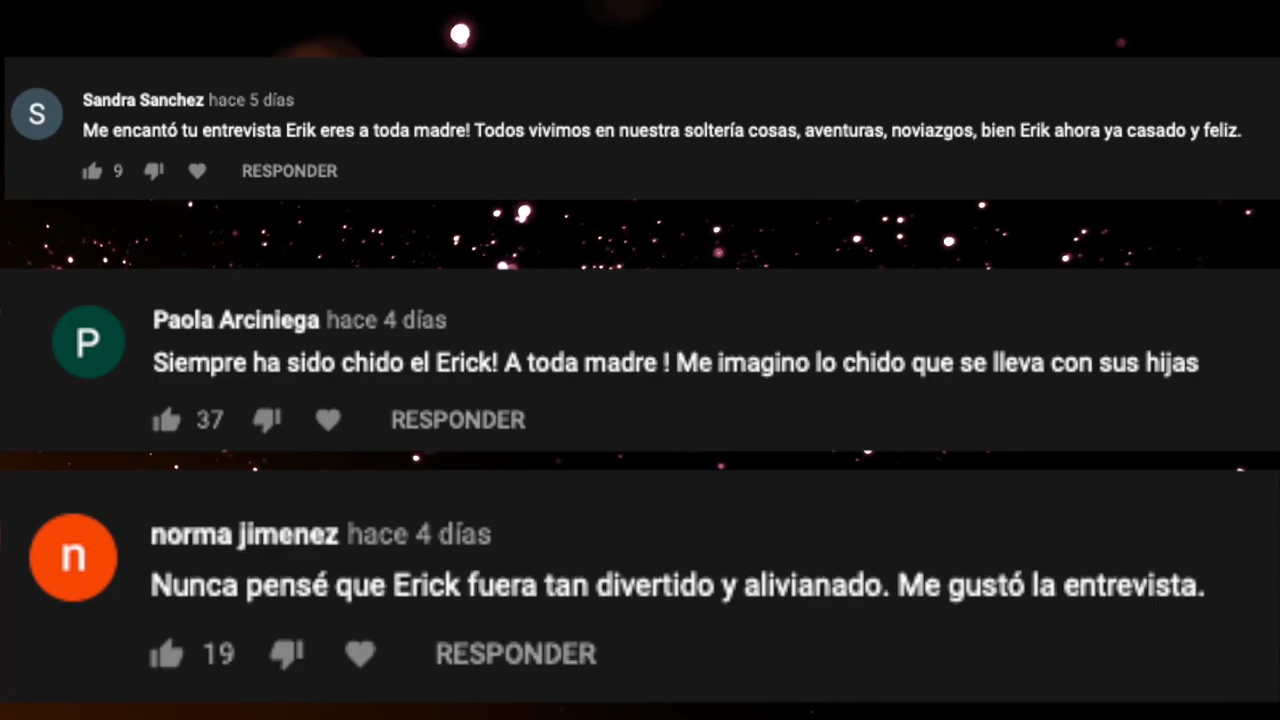 S
Sandra Sanchez hace 5 días
Me encantó tu entrevista Erik eres a toda madre! Todos vivimos en nuestra soltería cosas, aventuras, noviazgos, bien Erik ahora ya casado y feliz.
9 RESPONDER
P
Paola Arciniega hace 4 días
Siempre ha sido chido el Erick! A toda madre ! Me imagino lo chido que se lleva con sus hijas
37 RESPONDER
n
norma jimenez hace 4 días
Nunca pensé que Erick fuera tan divertido y alivianado. Me gustó la entrevista.
19 RESPONDER